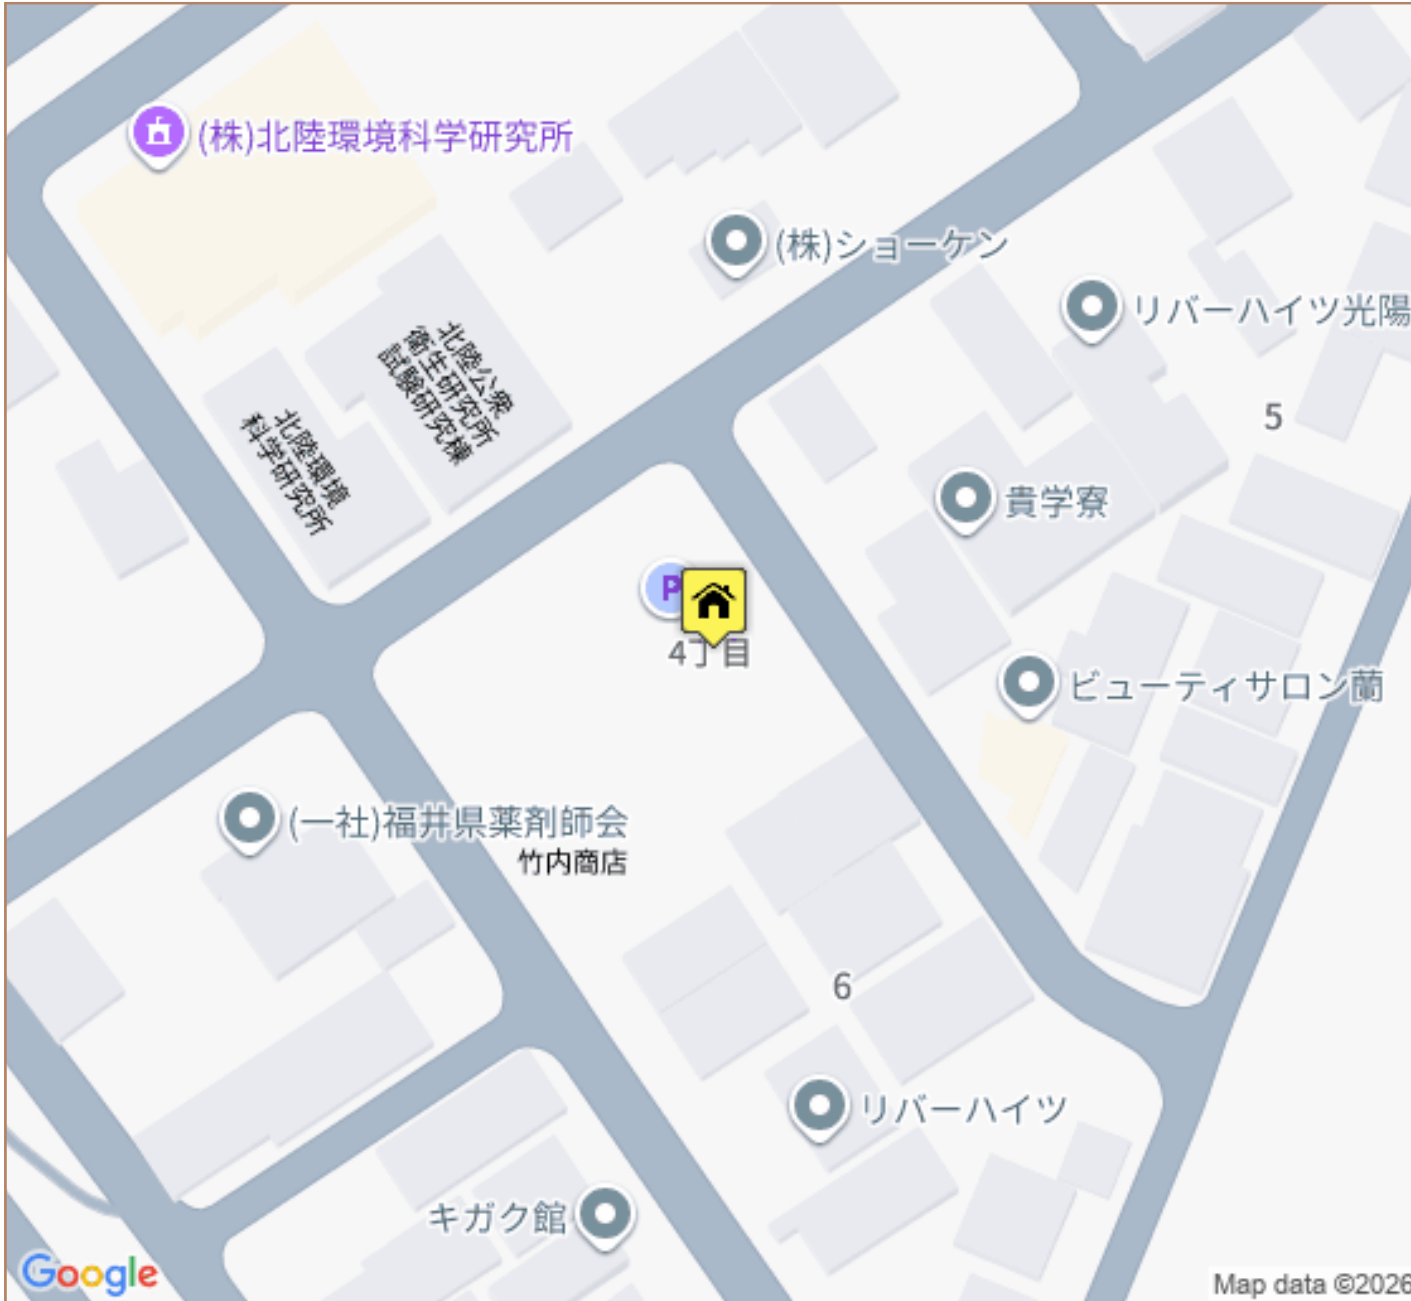 (株)北陸環境科学研究所
(株)ショーケン
リバーハイツ光陽
北陸公衆
衛生研究所
試験研究棟
北陸環境
科学研究所
5
貴学寮
P
4丁目
ビューティサロン蘭
(一社)福井県薬剤師会
竹内商店
6
リバーハイツ
キガク館
Google
Map data ©2026